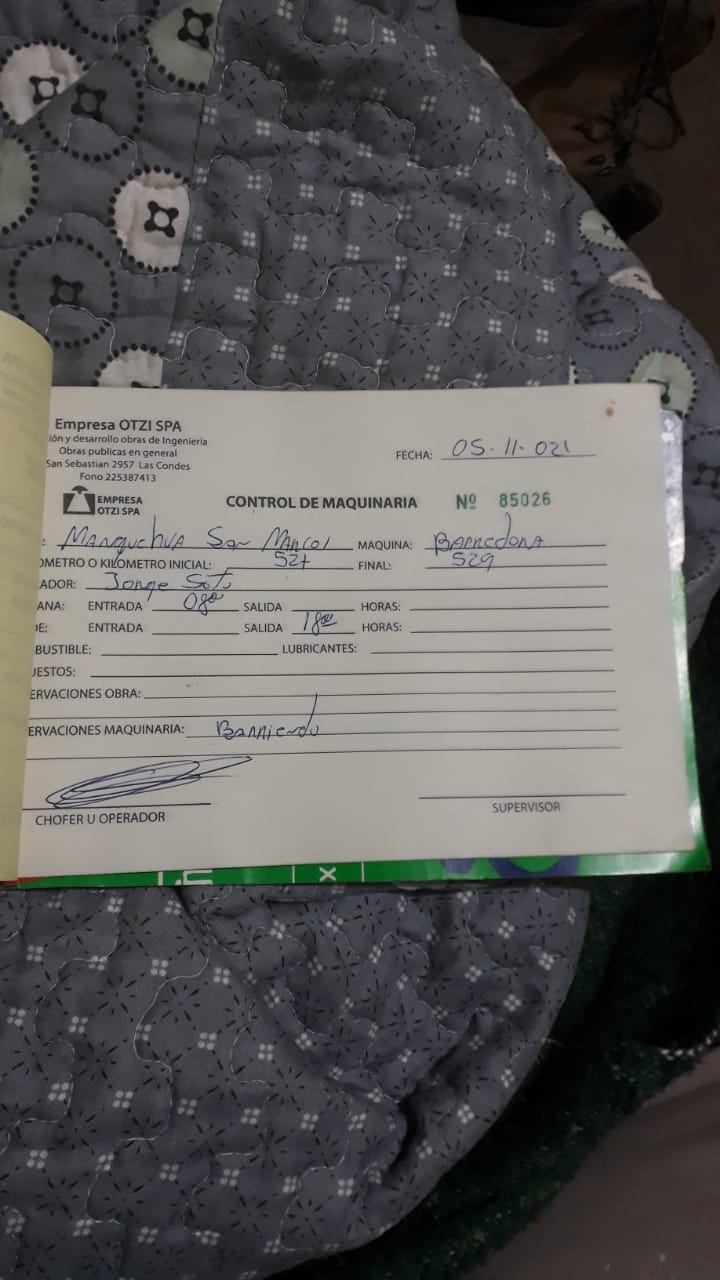 Empresa OTZI SPA
ión y desarrollo obras de Ingeniería
Obras publicas en general
San Sebastian 2957 Las Condes
Fono 225387413
FECHA: 05-11-021
EMPRESA
OTZI SPA
CONTROL DE MAQUINARIA Nº 85026
: Manquehua San MAQUINA: Barredora
OMETRO O KILOMETRO INICIAL: 527 FINAL: 529
ADOR: Jorge Soto
ANA: ENTRADA 0800 SALIDA HORAS:
DE: ENTRADA SALIDA 1800 HORAS:
BUSTIBLE: LUBRICANTES:
UESTOS:
ERVACIONES OBRA:
ERVACIONES MAQUINARIA: Barriendo
CHOFER U OPERADOR
SUPERVISOR